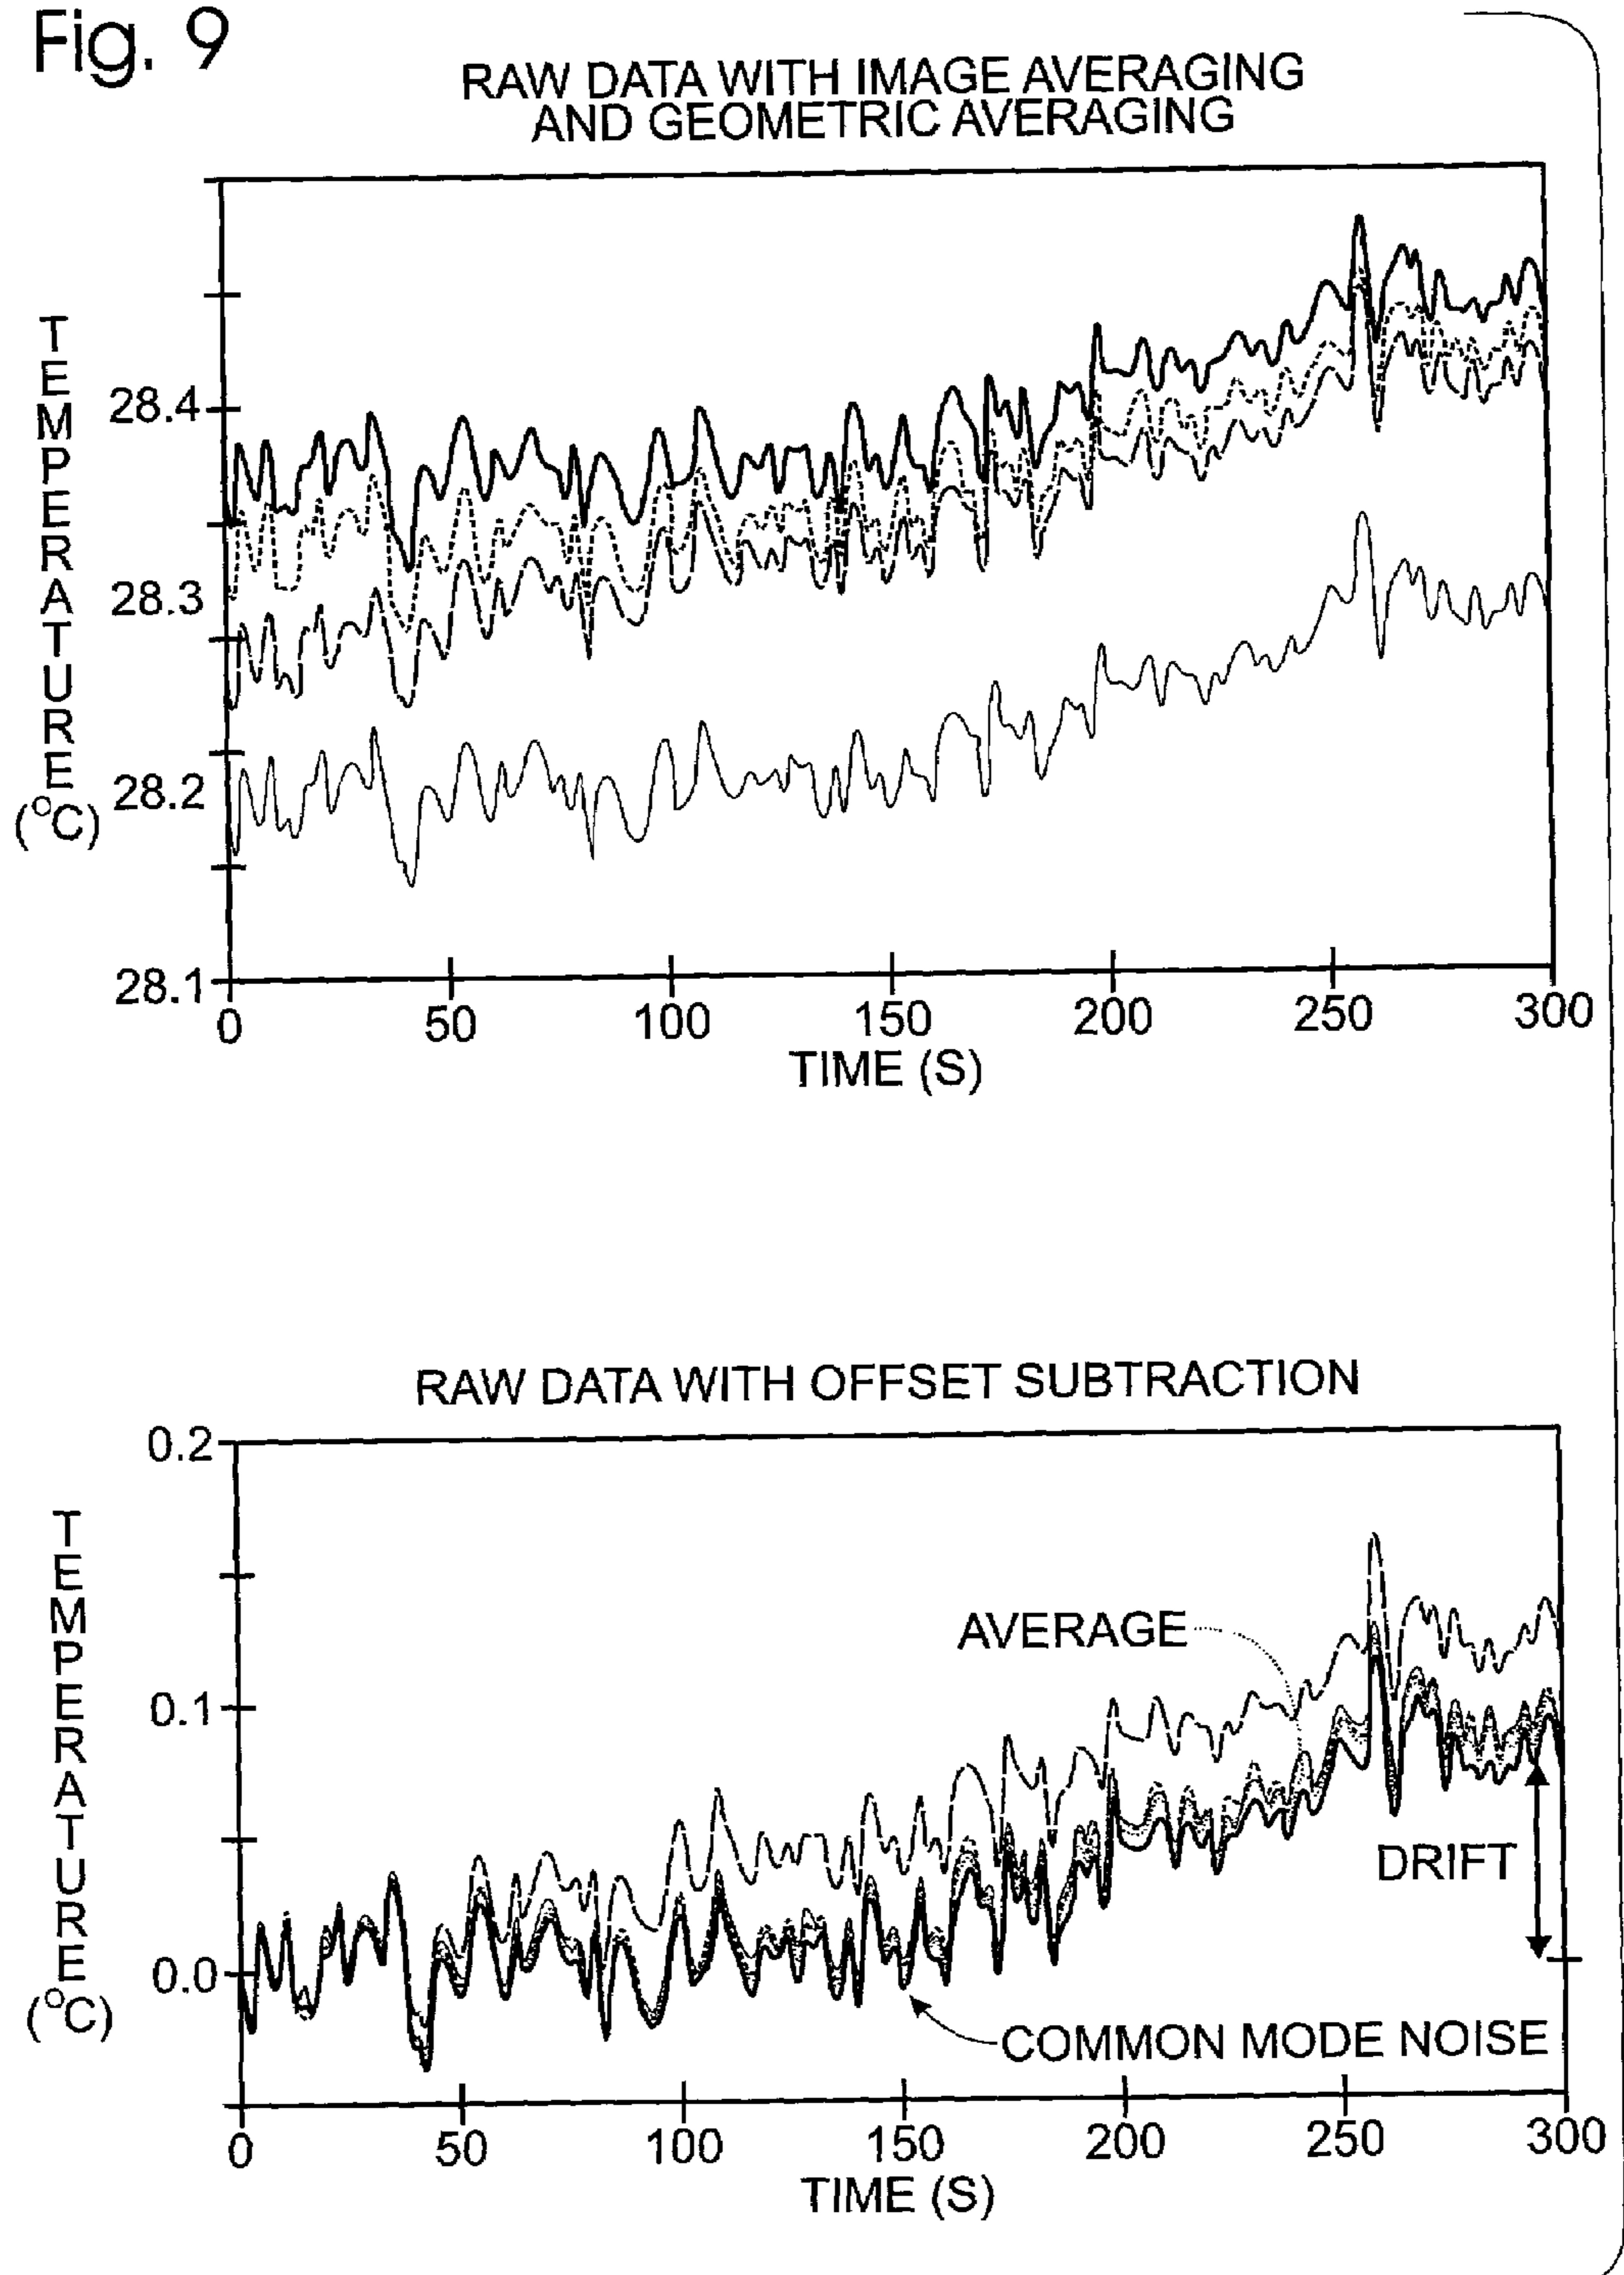 Fig. 9
RAW DATA WITH IMAGE AVERAGING
AND GEOMETRIC AVERAGING
TEMPERATURE
(°C)
28.4
28.3
28.2
28.1
0 50 100 150 200 250 300
TIME (S)
RAW DATA WITH OFFSET SUBTRACTION
TEMPERATURE
(°C)
0.2
0.1
0.0
AVERAGE
DRIFT
COMMON MODE NOISE
0 50 100 150 200 250 300
TIME (S)